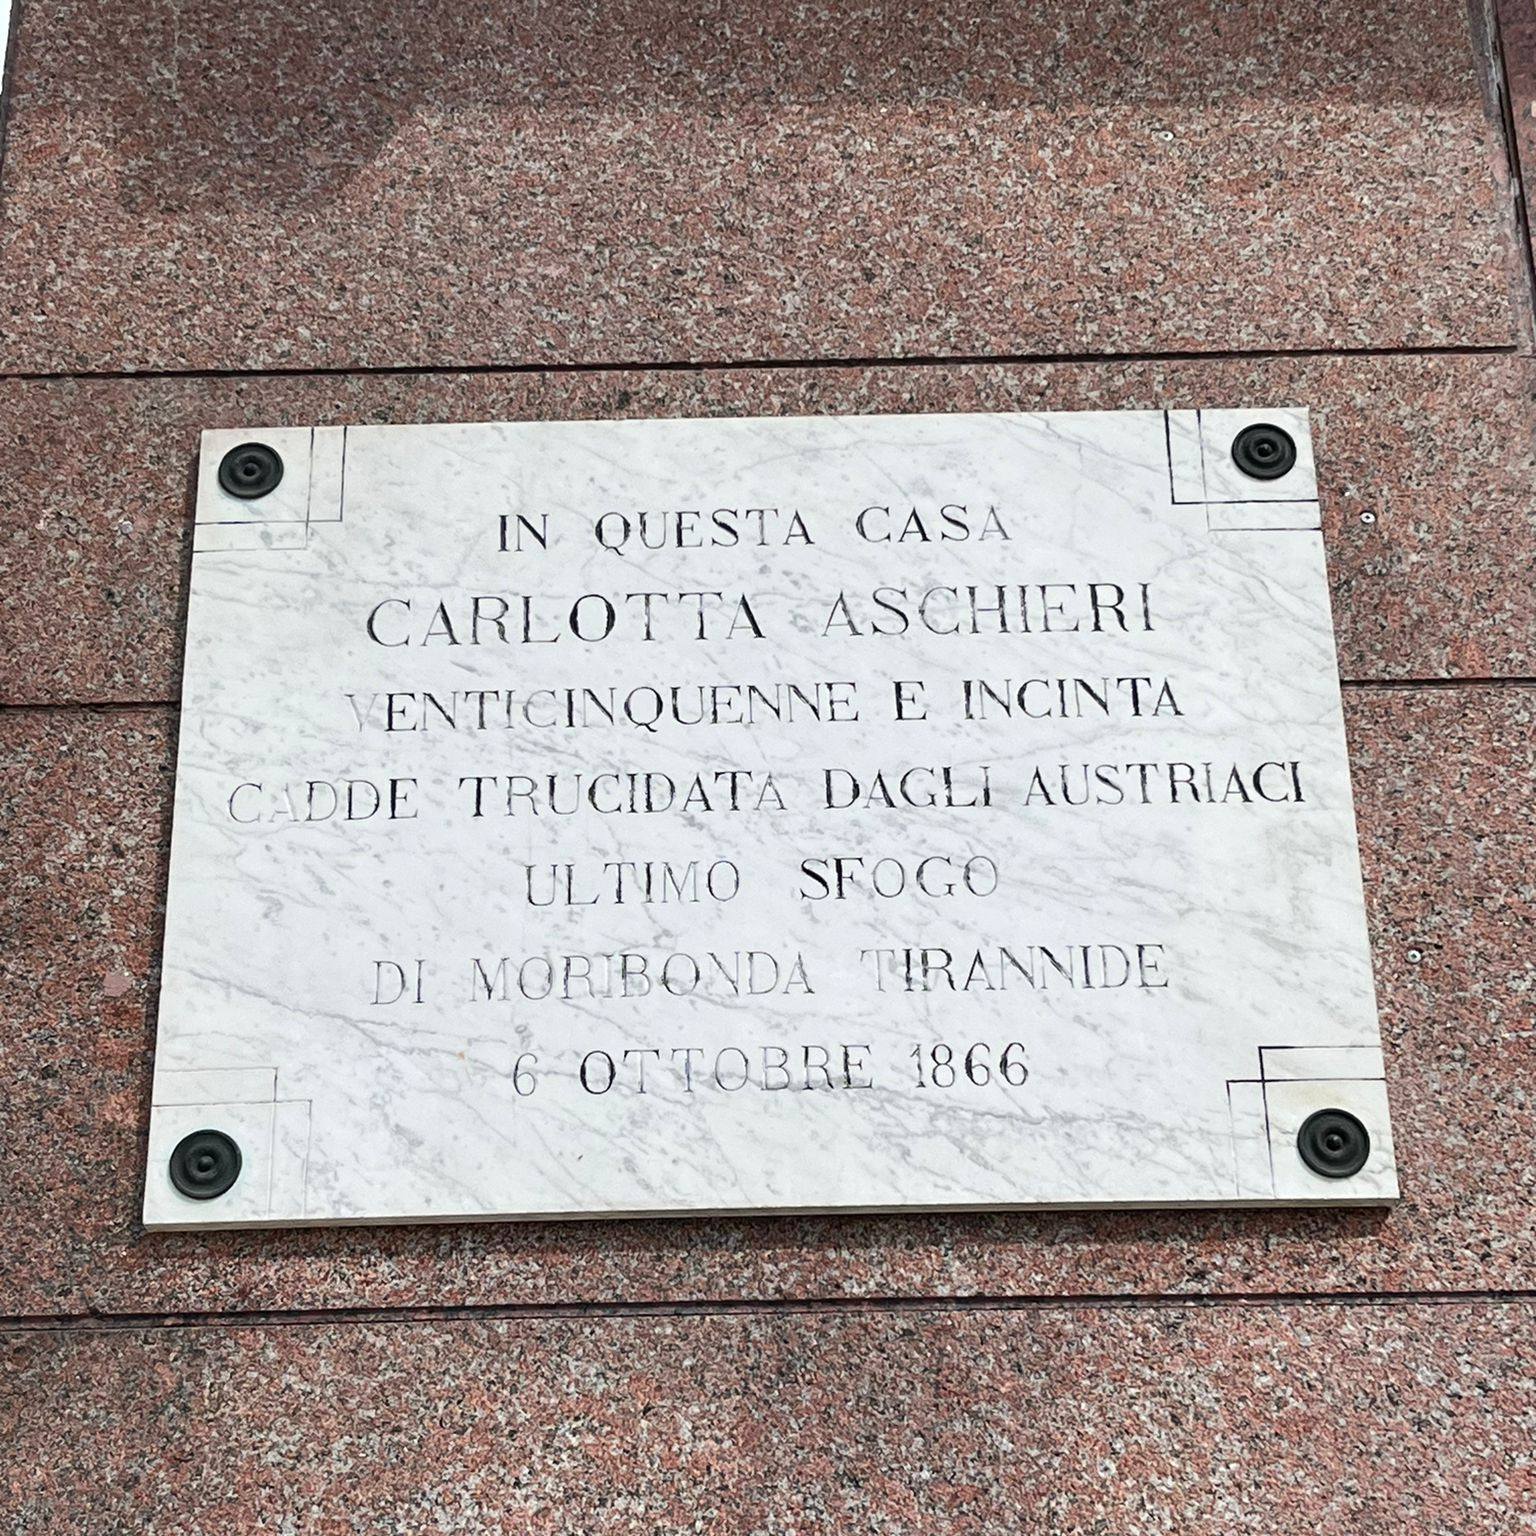 IN QUESTA CASA
CARLOTTA ASCHIERI
VENTICINQUENNE E INCINTA
CADDE TRUCIDATA DAGLI AUSTRIACI
ULTIMO SFOGO
DI MORIBONDA TIRANNIDE
6 OTTOBRE 1866